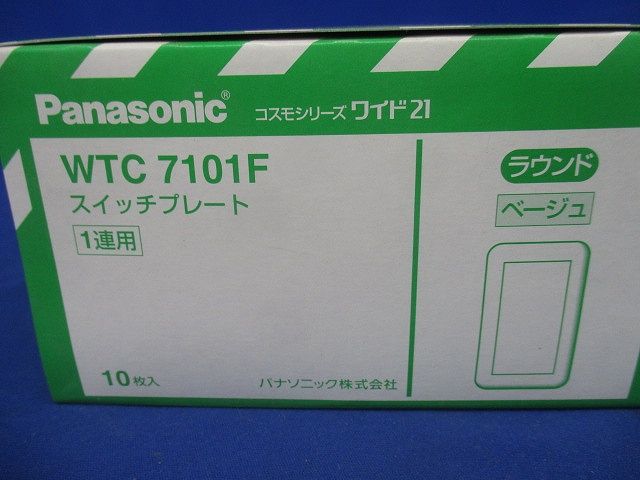 Panasonic® コスモシリーズ ワイド21
WTC 7101F
スイッチプレート
1連用
10枚入
パナソニック株式会社
ラウンド
ベージュ